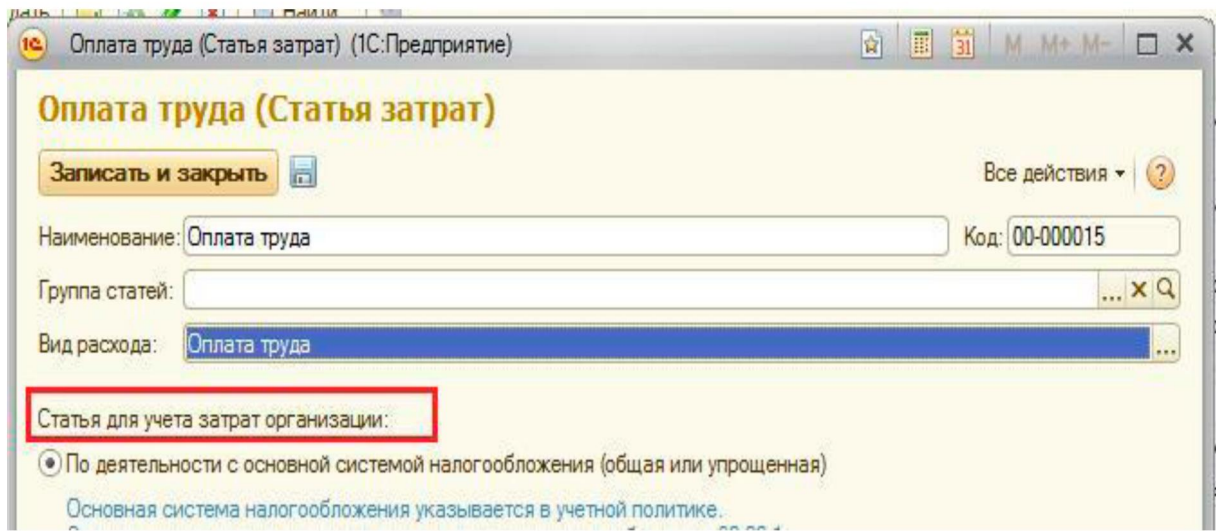 Найти
Оплата труда (Статья затрат) (1С:Предприятие)
31 M M+ M-
Оплата труда (Статья затрат)
Записать и закрыть
Все действия
?
Наименование: Оплата труда
Код: 00-000015
Группа статей:
... x
Вид расхода: Оплата труда
...
Статья для учета затрат организации:
По деятельности с основной системой налогообложения (общая или упрощенная)
Основная система налогообложения указывается в учетной политике.